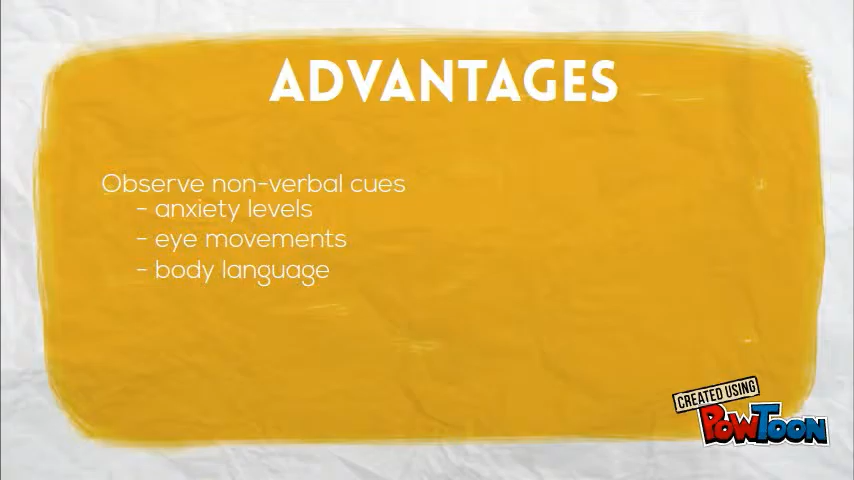 ADVANTAGES
Observe non-verbal cues
- anxiety levels
- eye movements
- body language
CREATED USING
POWTOON